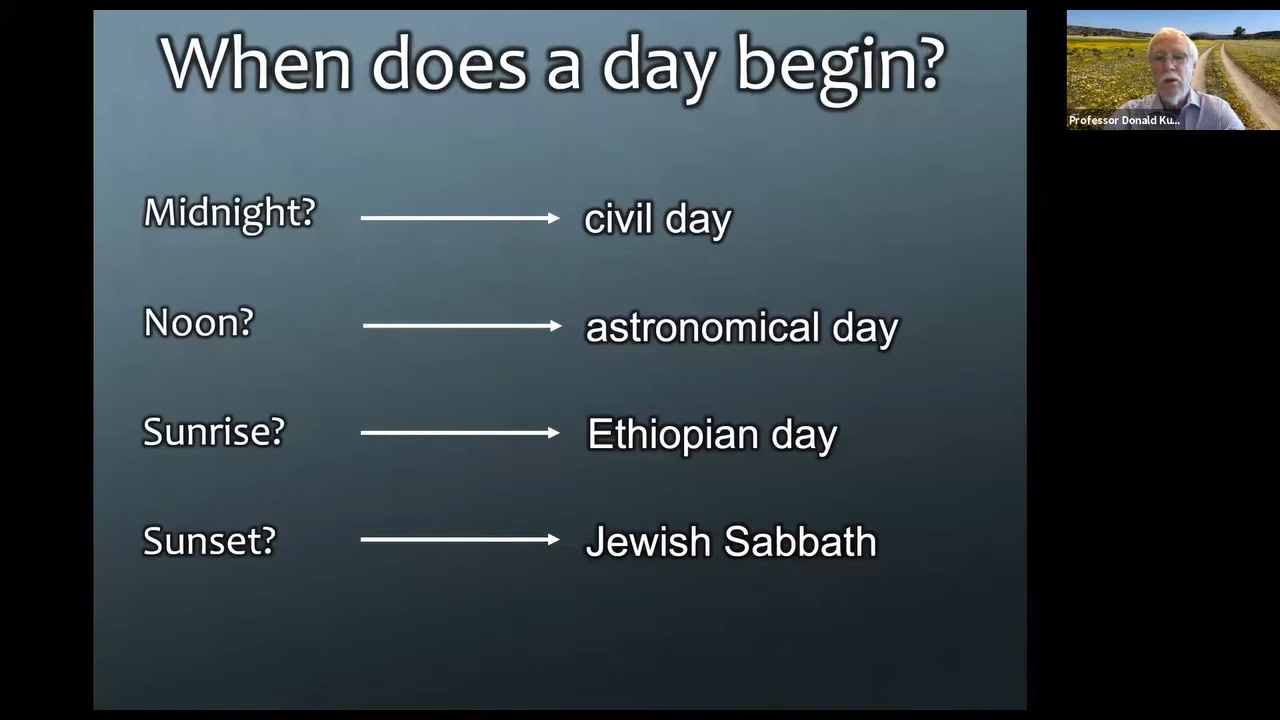 When does a day begin?
Professor Donald Ku...
Midnight? civil day
Noon? astronomical day
Sunrise? Ethiopian day
Sunset? Jewish Sabbath